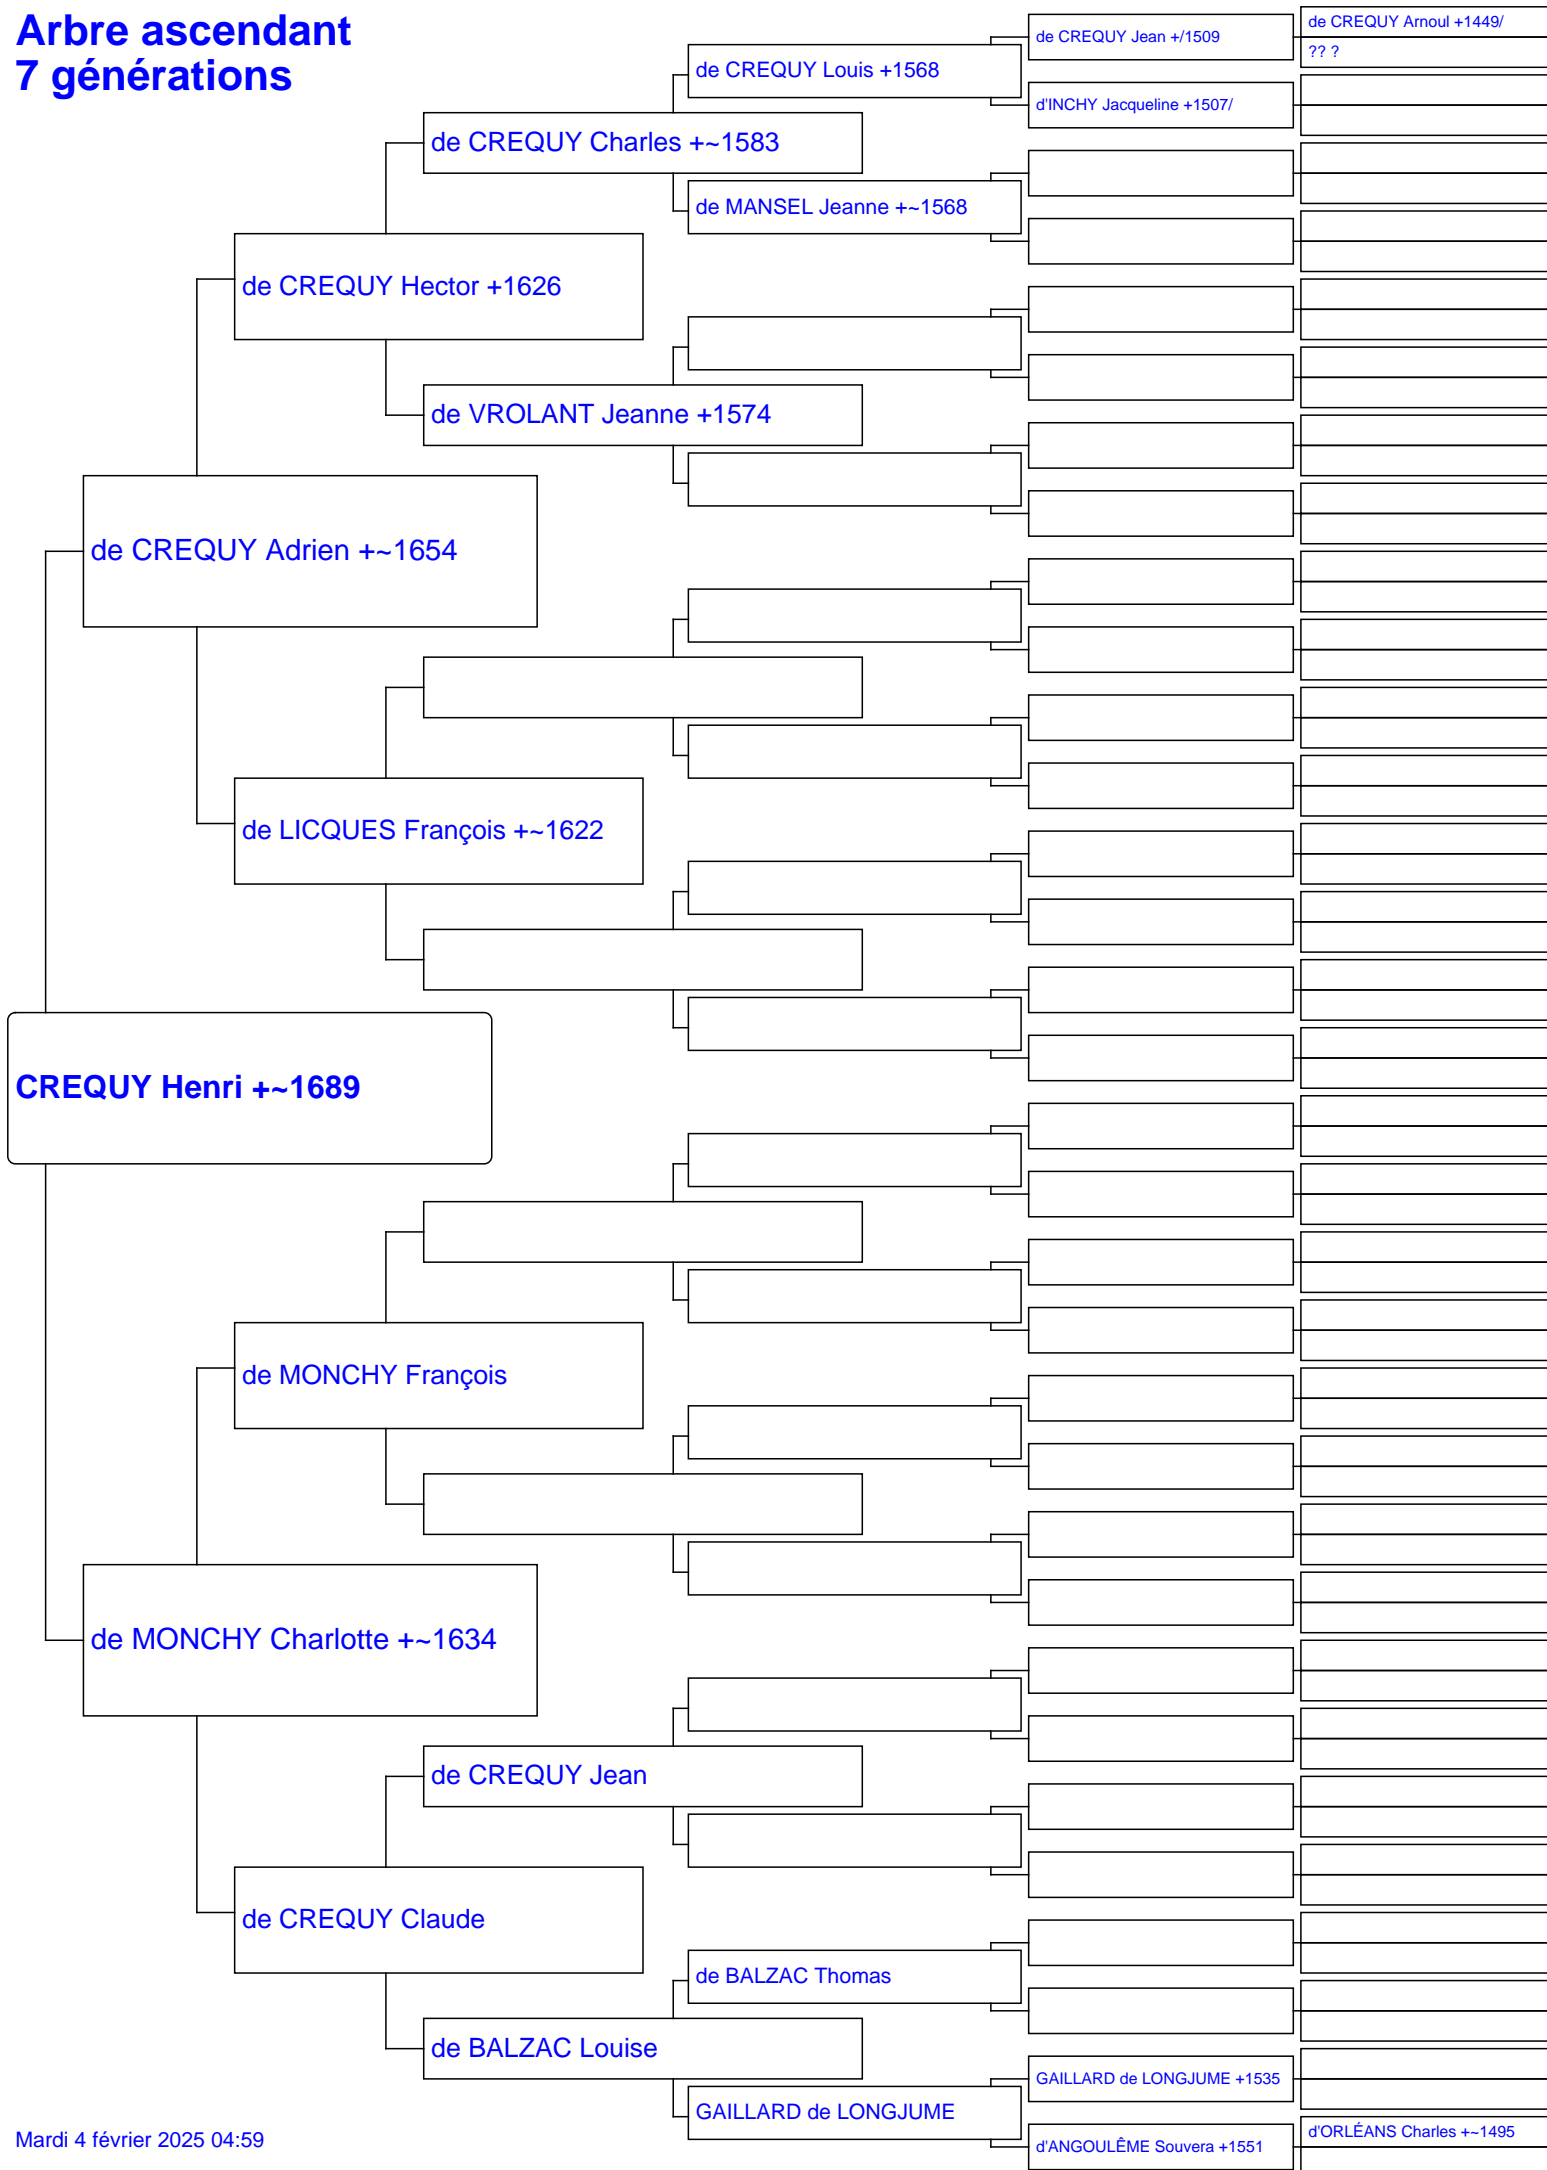 Arbre ascendant
7 générations
de CREQUY Arnoul +1449/
de CREQUY Jean +/1509
?? ?
de CREQUY Louis +1568
d'INCHY Jacqueline +1507/
de CREQUY Charles +~1583
de MANSEL Jeanne +~1568
de CREQUY Hector +1626
de VROLANT Jeanne +1574
de CREQUY Adrien +~1654
de LICQUES François +~1622
CREQUY Henri +~1689
de MONCHY François
de MONCHY Charlotte +~1634
de CREQUY Jean
de CREQUY Claude
de BALZAC Thomas
de BALZAC Louise
GAILLARD de LONGJUME +1535
GAILLARD de LONGJUME
d'ORLÉANS Charles +~1495
d'ANGOULÊME Souvera +1551
Mardi 4 février 2025 04:59